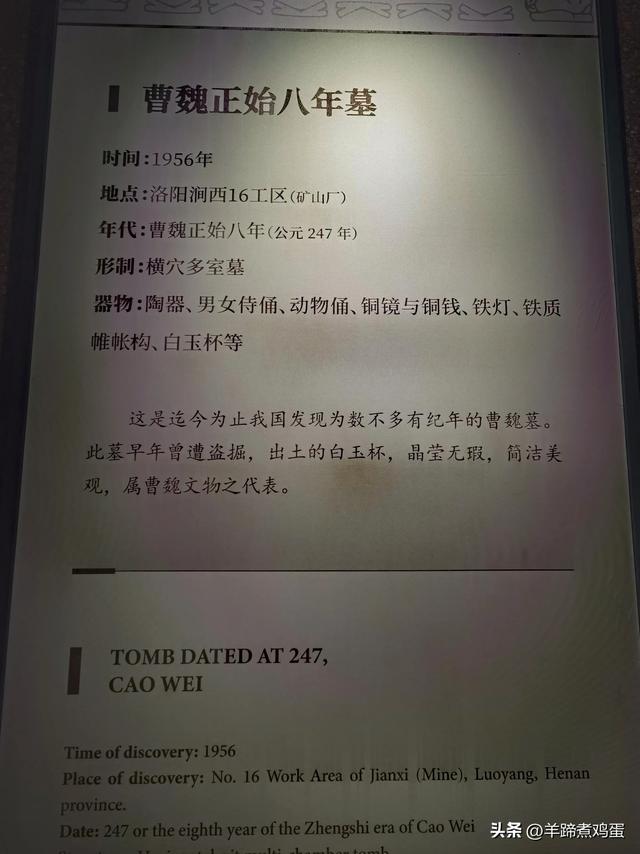 曹魏正始八年墓
时间:1956年
地点:洛阳涧西16工区(矿山厂)
年代:曹魏正始八年(公元 247 年)
形制:横穴多室墓
器物:陶器、男女侍俑、动物俑、铜镜与铜钱、铁灯、铁质
帷帐构、白玉杯等
这是迄今为止我国发现为数不多有纪年的曹魏墓。
此墓早年曾遭盗掘，出土的白玉杯，晶莹无瑕，简洁美
观，属曹魏文物之代表。
TOMB DATED AT 247,
CAO WEI
Time of discovery: 1956
Place of discovery: No. 16 Work Area of Jianxi (Mine), Luoyang, Henan
province.
Date: 247 or the eighth year of the Zhengshi era of Cao Wei
multi-chamber tomb
头条 @羊蹄煮鸡蛋